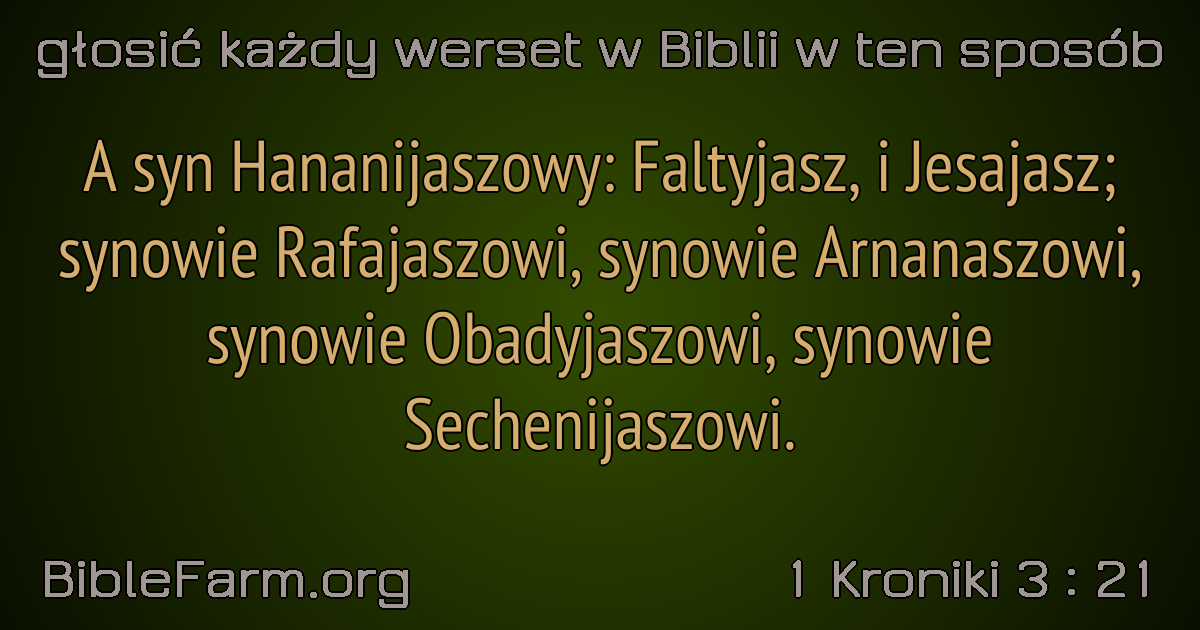 głosić każdy werset w Biblii w ten sposób
A syn Hananijaszowy: Faltyjasz, i Jesajasz;
synowie Rafajaszowi, synowie Arnanaszowi,
synowie Obadyjaszowi, synowie
Sechenijaszowi.
BibleFarm.org
1 Kroniki 3 : 21